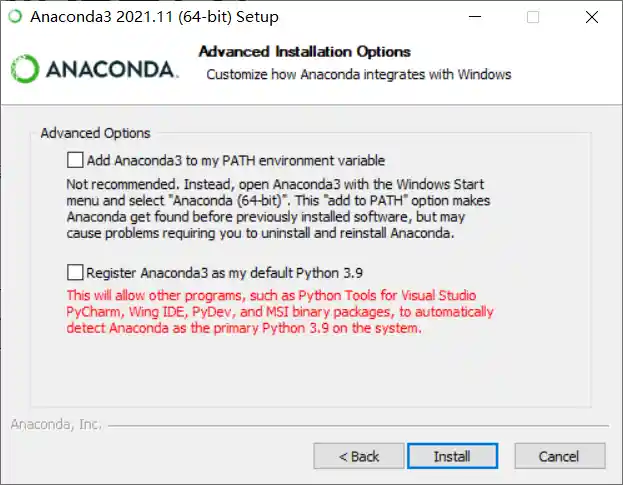 Anaconda3 2021.11 (64-bit) Setup
Advanced Installation Options
ANACONDA.
Customize how Anaconda integrates with Windows
Advanced Options
Add Anaconda3 to my PATH environment variable
Not recommended. Instead, open Anaconda3 with the Windows Start
menu and select "Anaconda (64-bit)". This "add to PATH" option makes
Anaconda get found before previously installed software, but may
cause problems requiring you to uninstall and reinstall Anaconda.
Register Anaconda3 as my default Python 3.9
This will allow other programs, such as Python Tools for Visual Studio
PyCharm, Wing IDE, PyDev, and MSI binary packages, to automatically
detect Anaconda as the primary Python 3.9 on the system.
Anaconda, Inc.
< Back Install Cancel